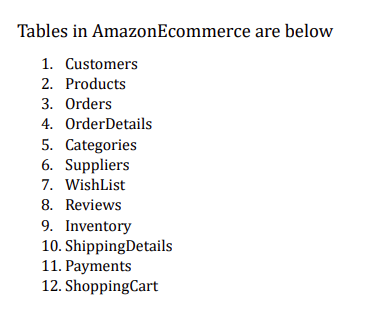 Tables in AmazonEcommerce are below
1. Customers
2. Products
3. Orders
4. OrderDetails
5. Categories
6. Suppliers
7. WishList
8. Reviews
9. Inventory
10. ShippingDetails
11. Payments
12. ShoppingCart